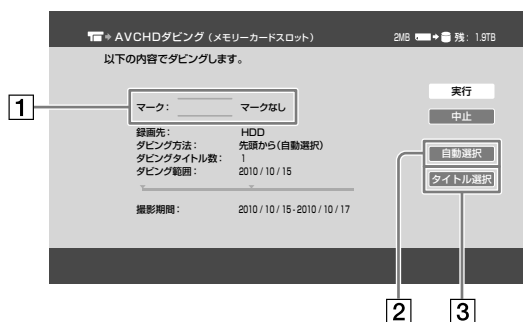 AVCHDダビング (メモリーカードスロット)
2MB 残: 1.9TB
以下の内容でダビングします。
マーク: マークなし
録画先: HDD
ダビング方法: 先頭から(自動選択)
ダビングタイトル数: 1
ダビング範囲: 2010/10/15
撮影期間: 2010/10/15-2010/10/17
実行
中止
自動選択
タイトル選択
1
2
3